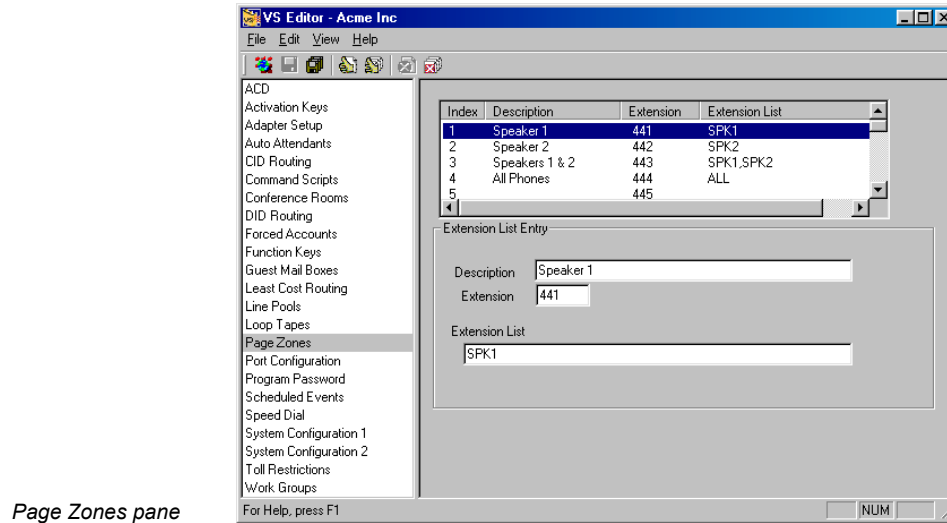 VS Editor - Acme Inc
File Edit View Help
ACD
Activation Keys
Adapter Setup
Auto Attendants
CID Routing
Command Scripts
Conference Rooms
DID Routing
Forced Accounts
Function Keys
Guest Mail Boxes
Least Cost Routing
Line Pools
Loop Tapes
Page Zones
Port Configuration
Program Password
Scheduled Events
Speed Dial
System Configuration 1
System Configuration 2
Toll Restrictions
Work Groups
Index Description Extension Extension List
1 Speaker 1 441 SPK1
2 Speaker 2 442 SPK2
3 Speakers 1 & 2 443 SPK1,SPK2
4 All Phones 444 ALL
5 445
Extension List Entry
Description Speaker 1
Extension 441
Extension List
SPK1
For Help, press F1 NUM
Page Zones pane